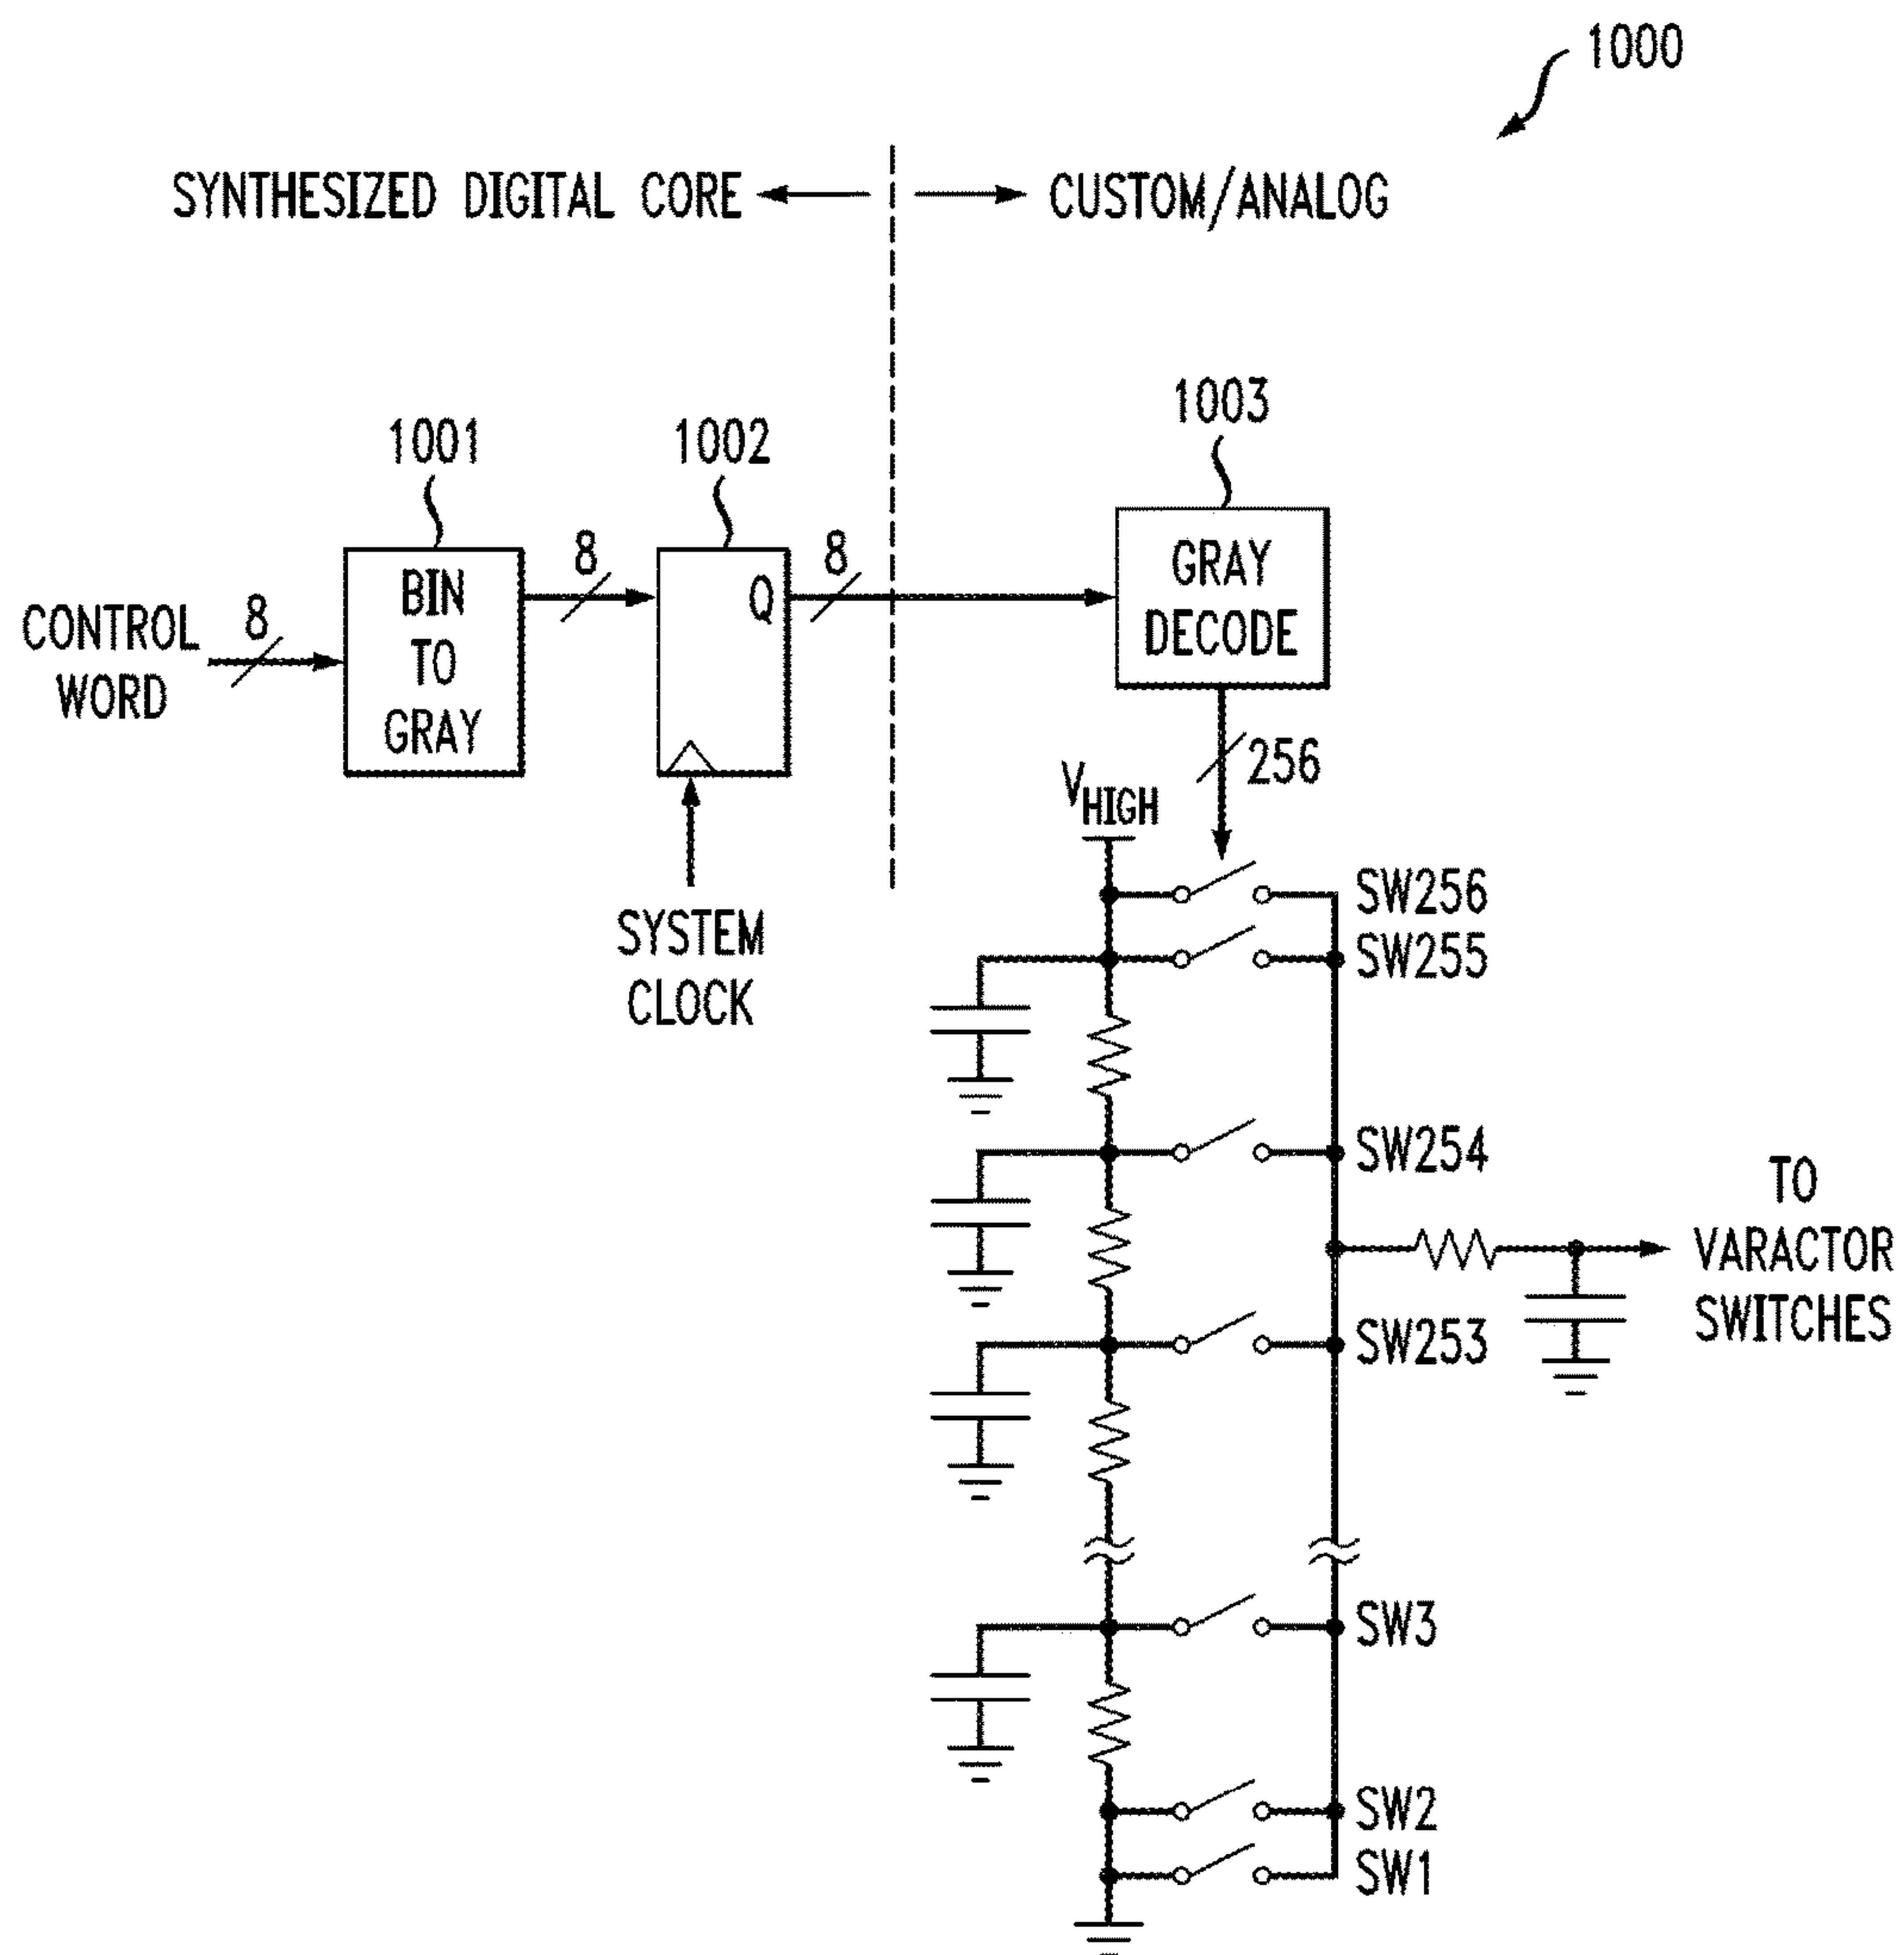 1000
SYNTHESIZED DIGITAL CORE
CUSTOM/ANALOG
1001
1002
1003
CONTROL
WORD
8
BIN
TO
GRAY
8
Q
8
GRAY
DECODE
SYSTEM
CLOCK
256
VHIGH
SW256
SW255
SW254
SW253
TO
VARACTOR
SWITCHES
SW3
SW2
SW1